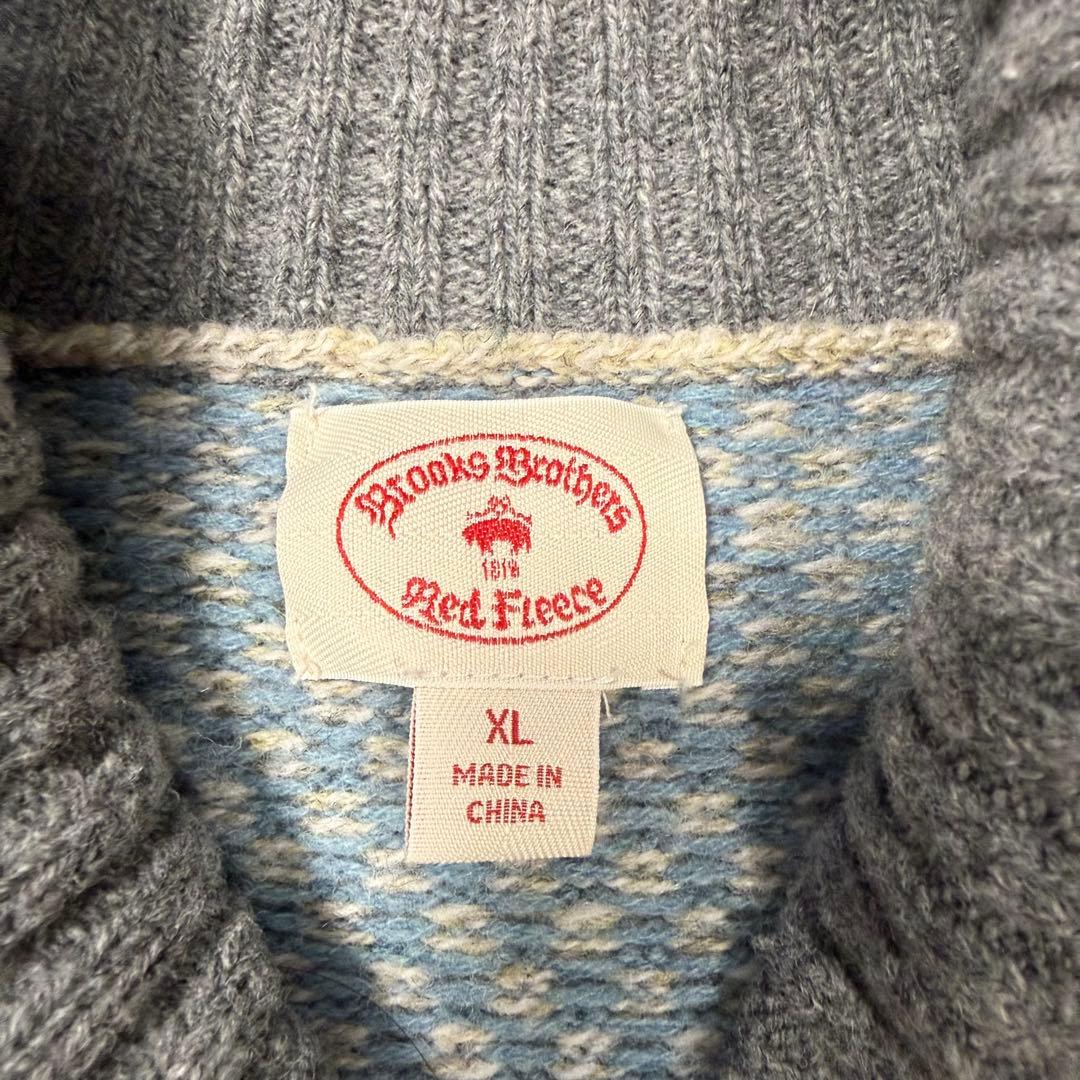 Brooks Brothers
1818
Red Fleece
XL
MADE IN
CHINA